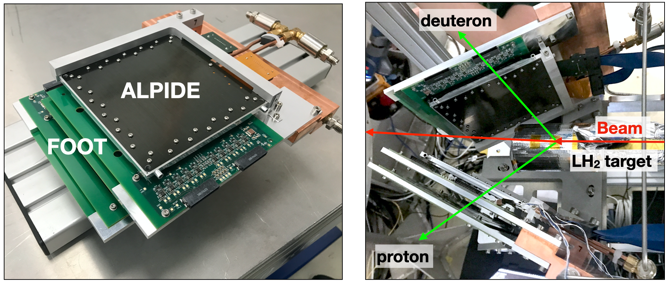 ALPIDE
FOOT
deuteron
Beam
LH₂ target
proton